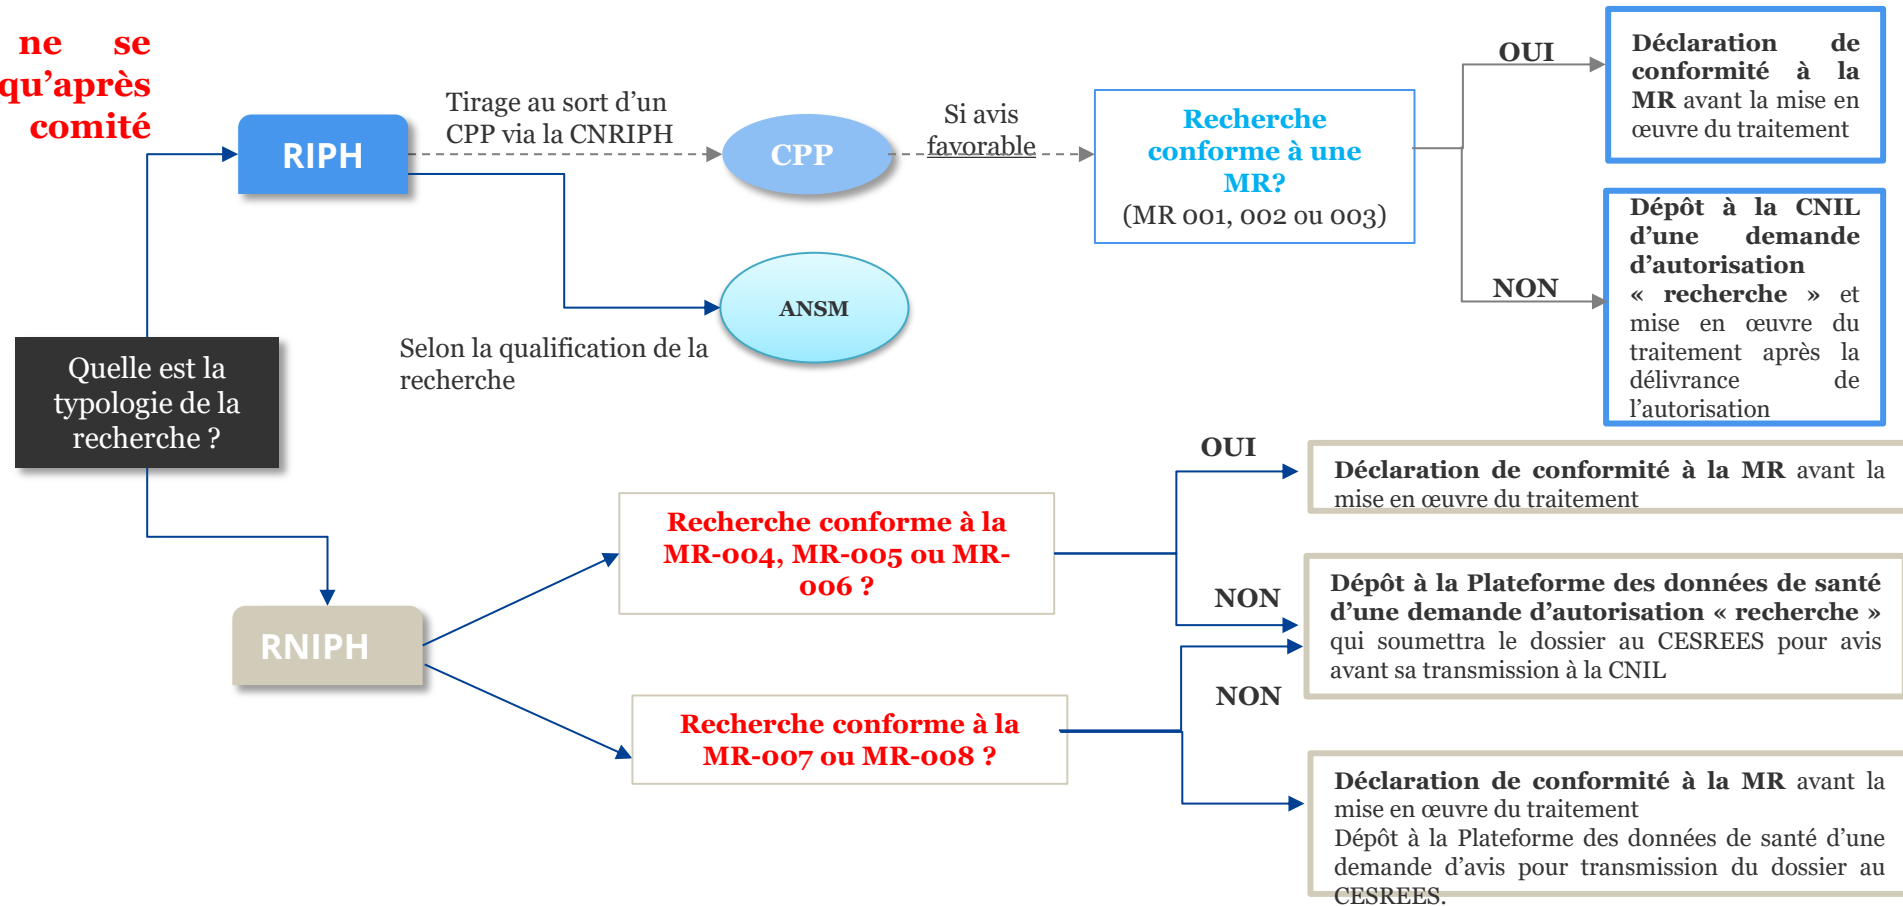 ne se
qu’après
comité
Tirage au sort d’un
CPP via la CNRIPH
RIPH
CPP
Si avis
favorable
Recherche
conforme à une
MR?
(MR 001, 002 ou 003)
OUI
Déclaration de
conformité à la
MR avant la mise en
œuvre du traitement
NON
Dépôt à la CNIL
d’une demande
d’autorisation
« recherche » et
mise en œuvre du
traitement après la
délivrance de
l’autorisation
ANSM
Selon la qualification de la
recherche
Quelle est la
typologie de la
recherche ?
RNIPH
Recherche conforme à la
MR-004, MR-005 ou MR-
006 ?
OUI
Déclaration de conformité à la MR avant la
mise en œuvre du traitement
NON
Dépôt à la Plateforme des données de santé
d’une demande d’autorisation « recherche »
qui soumettra le dossier au CESREES pour avis
avant sa transmission à la CNIL
NON
Recherche conforme à la
MR-007 ou MR-008 ?
Déclaration de conformité à la MR avant la
mise en œuvre du traitement
Dépôt à la Plateforme des données de santé d’une
demande d’avis pour transmission du dossier au
CESREES.